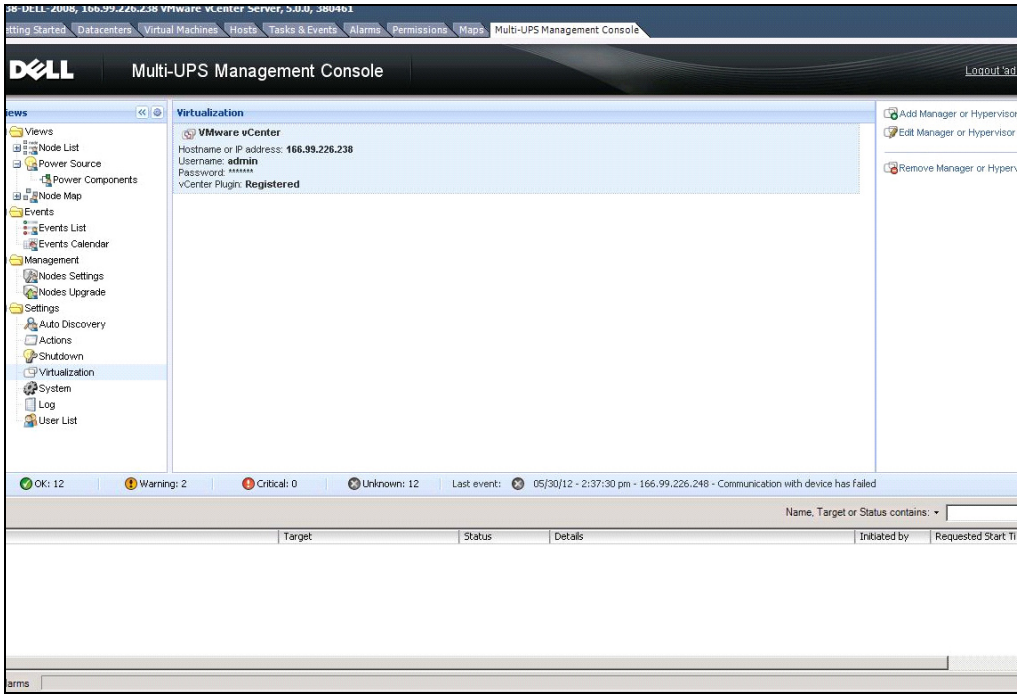 38-DELL-2008, 166.99.226.238 VMware vCenter Server, 5.0.0, 380461
etting Started Datacenters Virtual Machines Hosts Tasks & Events Alarms Permissions Maps Multi-UPS Management Console
DELL Multi-UPS Management Console Logout 'ad
iews
Views
Node List
Power Source
Power Components
Node Map
Events
Events List
Events Calendar
Management
Nodes Settings
Nodes Upgrade
Settings
Auto Discovery
Actions
Shutdown
Virtualization
System
Log
User List
Virtualization
VMware vCenter
Hostname or IP address: 166.99.226.238
Username: admin
Password: *******
vCenter Plugin: Registered
Add Manager or Hypervisor
Edit Manager or Hypervisor
Remove Manager or Hyperv
OK: 12 Warning: 2 Critical: 0 Unknown: 12 Last event: 05/30/12 - 2:37:30 pm - 166.99.226.248 - Communication with device has failed
Name, Target or Status contains:
Target Status Details Initiated by Requested Start Ti
larms